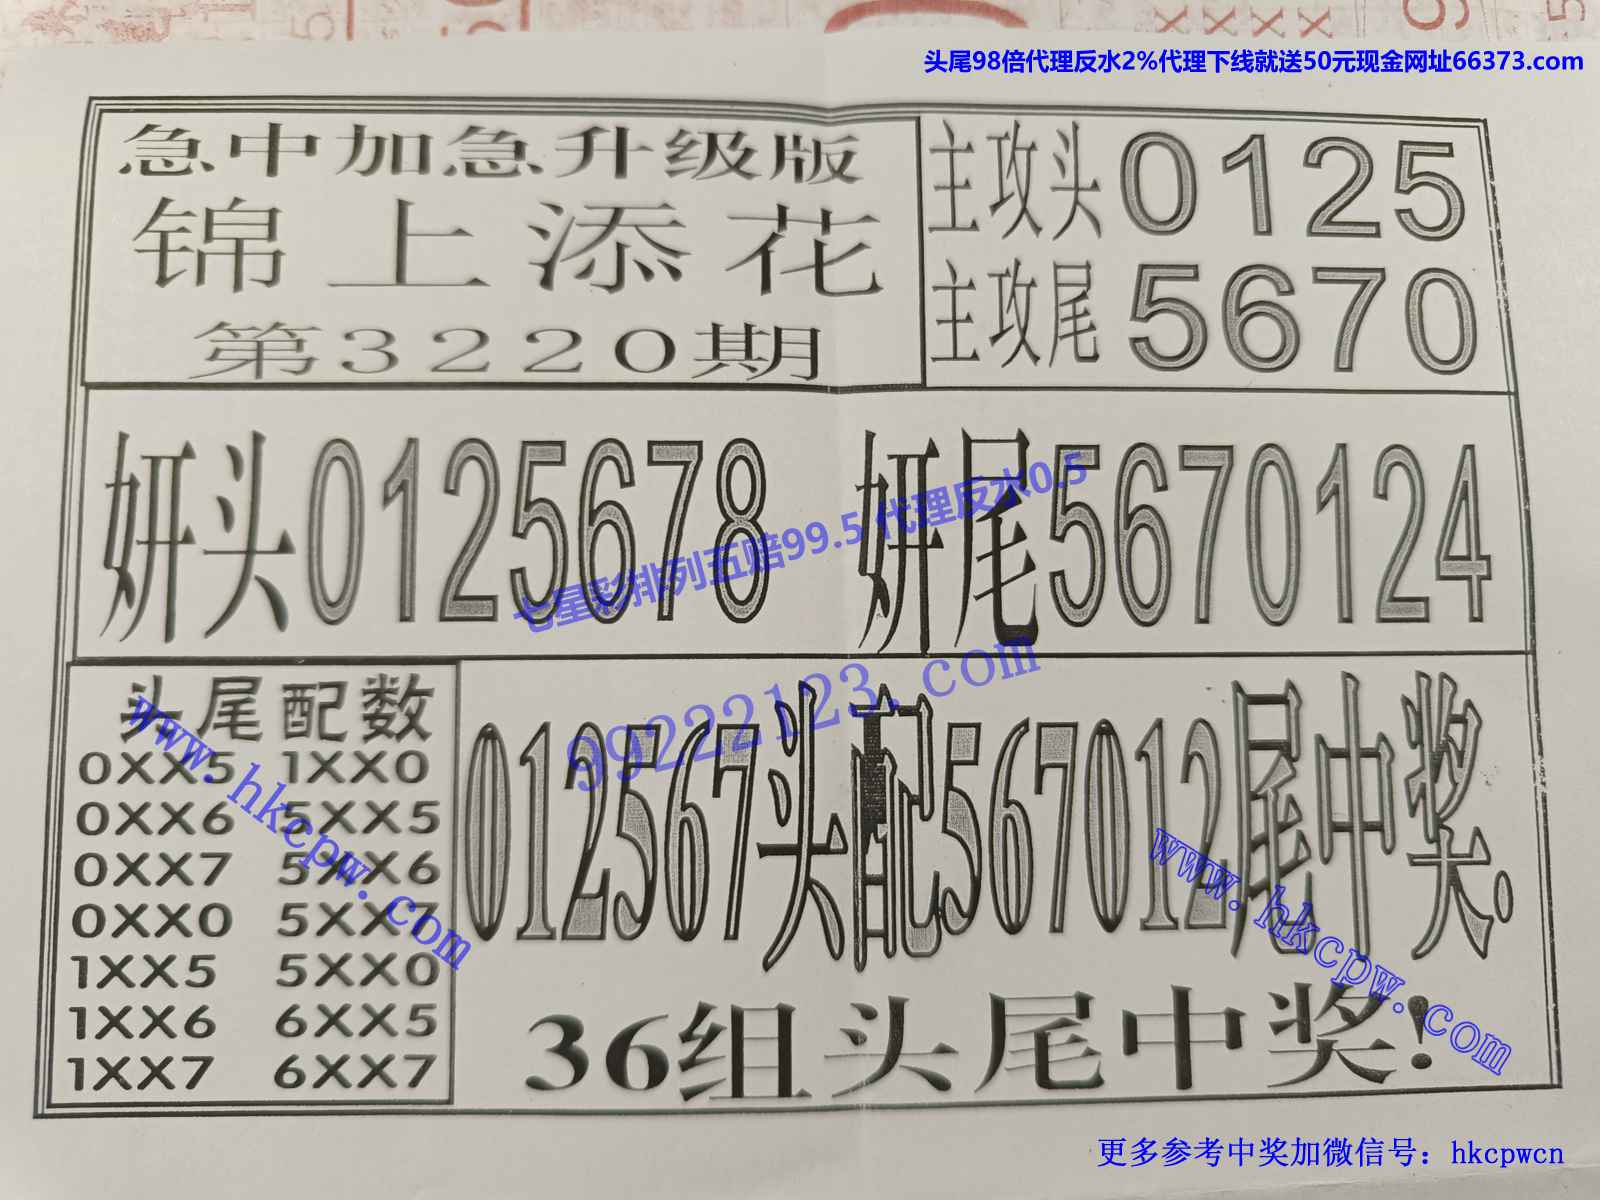 头尾98倍代理反水2%代理下线就送50元现金网址66373.com
急中加急升级版
锦上添花
第3220期
主攻头0125
主攻尾5670
妍头0125678
妍尾5670124
七星彩排列五赔99.5 代理反水0.5
99222123.com
头尾配数
0XX5 1XX0
0XX6 5XX5
0XX7 5XX6
0XX0 5XX7
1XX5 5XX0
1XX6 6XX5
1XX7 6XX7
www.hkcpw.com
012567头配567012尾中奖.
www.hkcpw.com
36组头尾中奖!
更多参考中奖加微信号：hkcpwcn